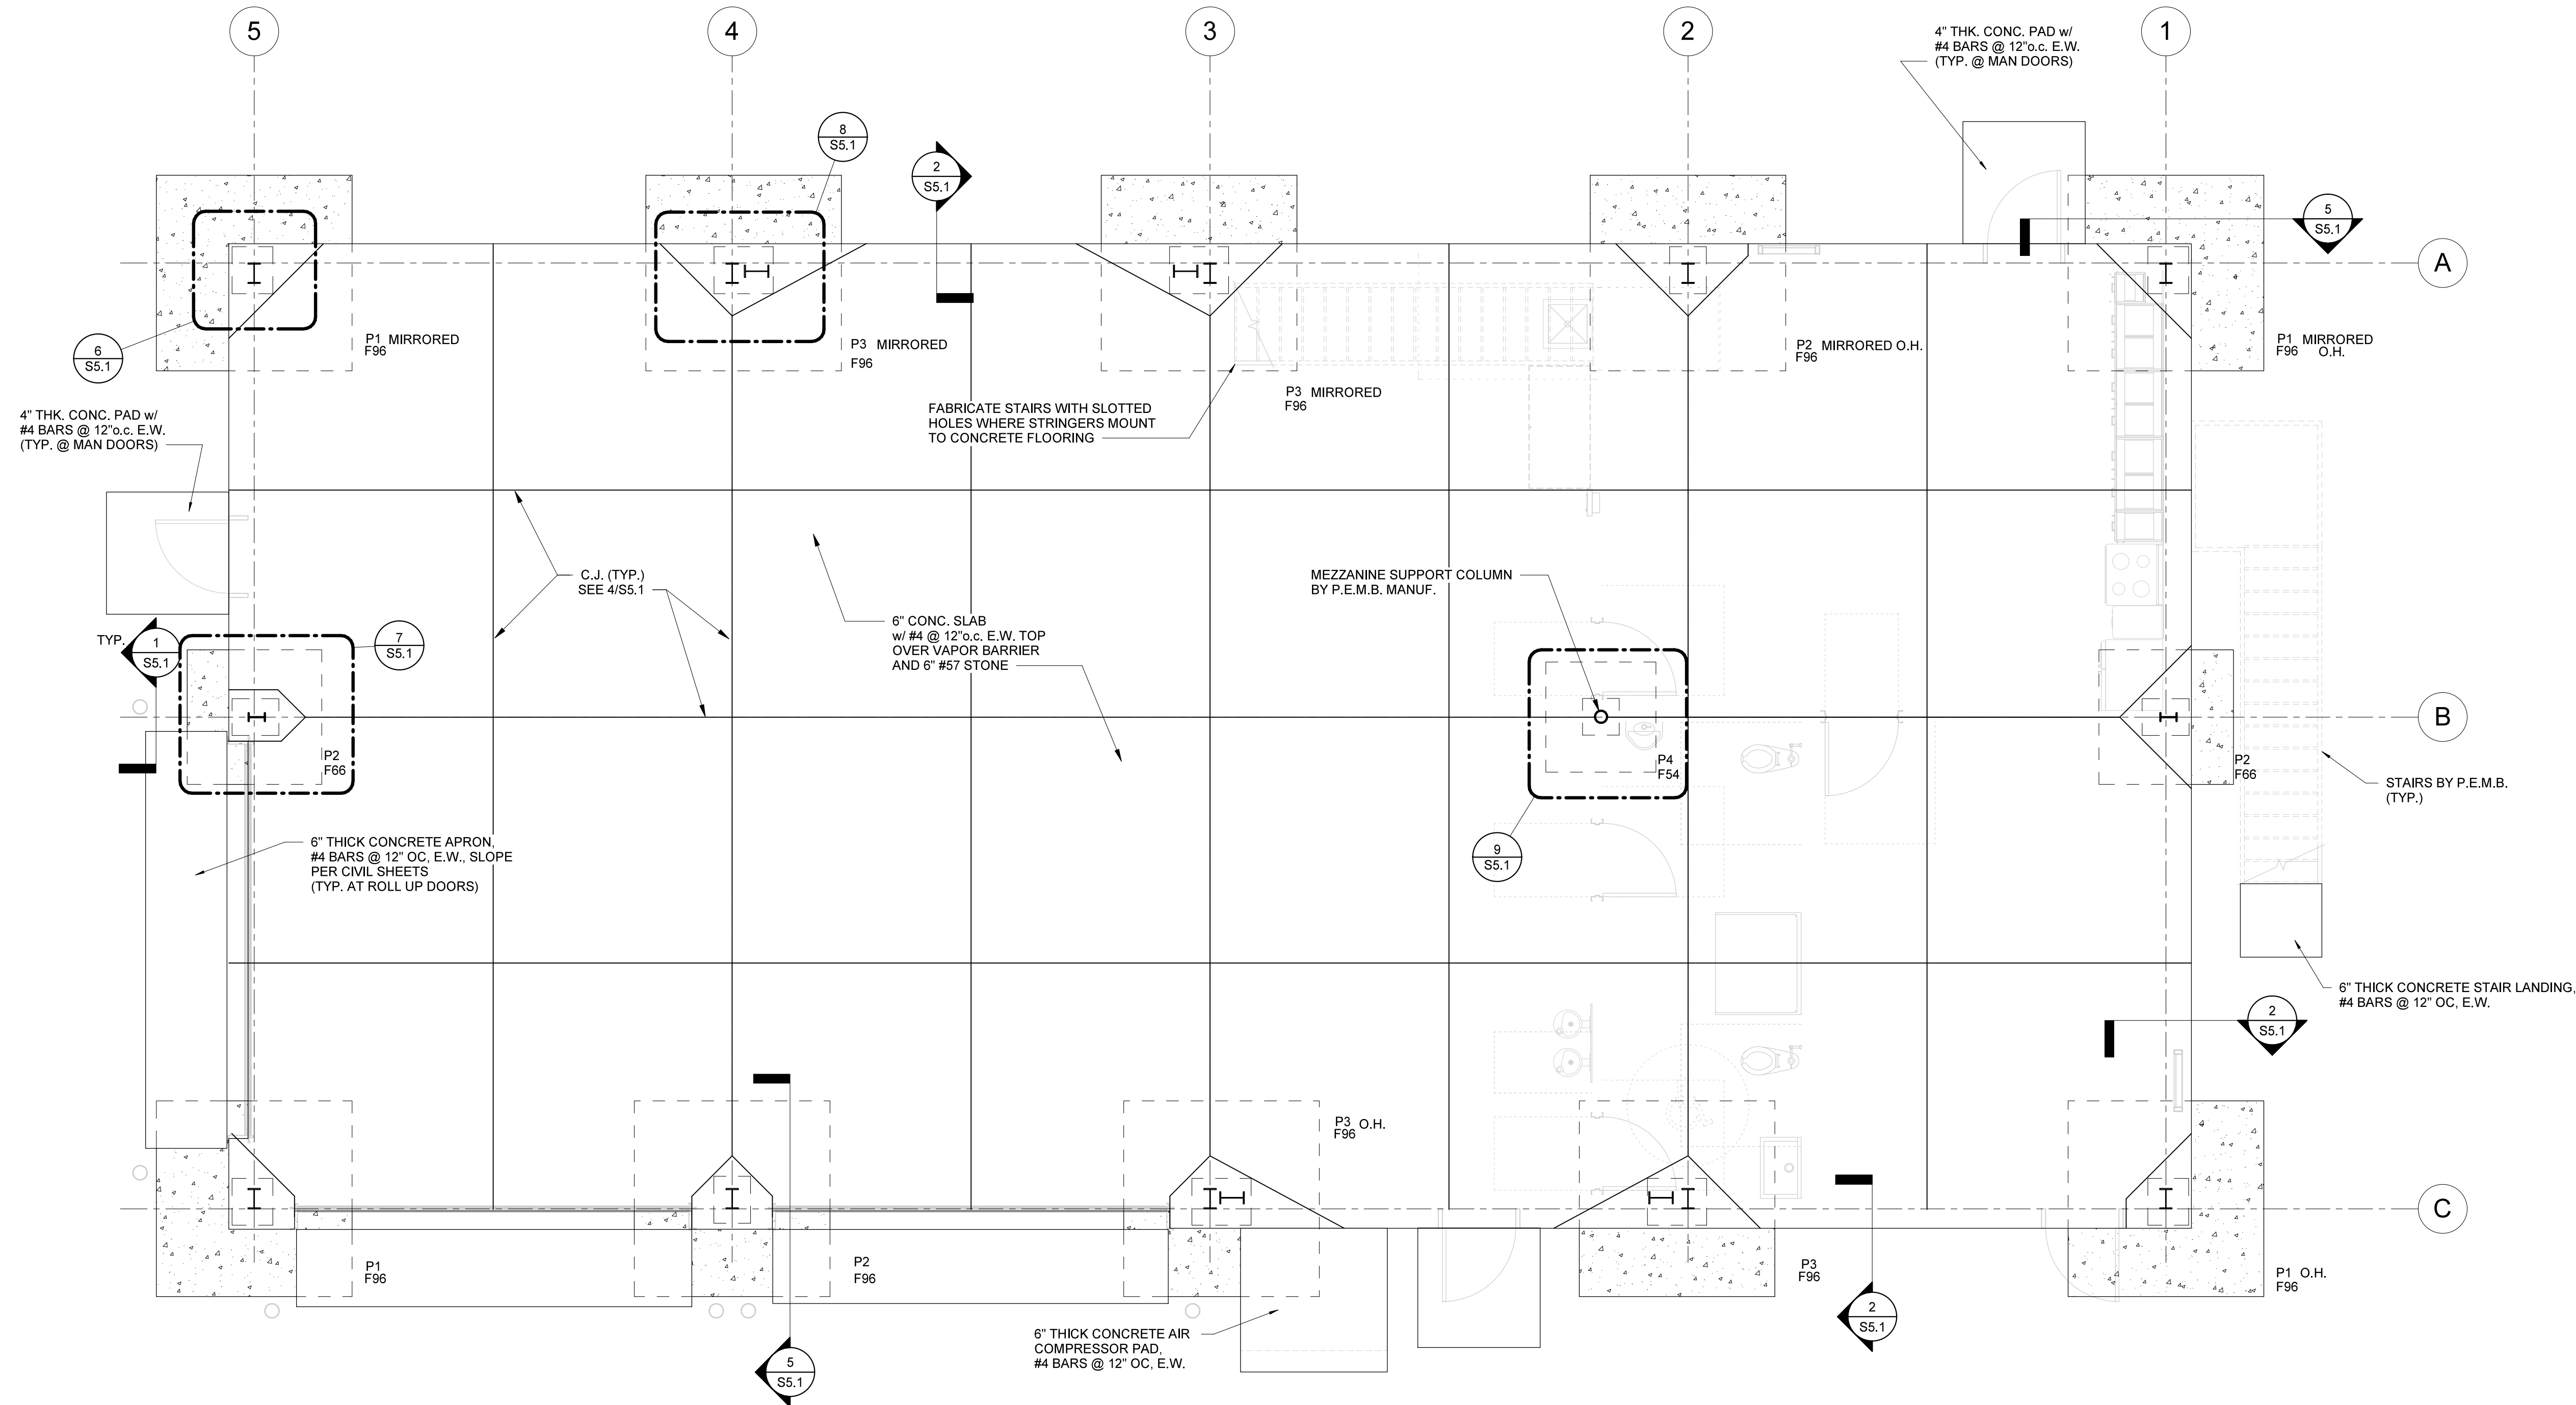 5
4
3
2
1
4" THK. CONC. PAD w/
#4 BARS @ 12"o.c. E.W.
(TYP. @ MAN DOORS)
8
S5.1
2
S5.1
5
S5.1
A
6
S5.1
P1 MIRRORED
F96
P3 MIRRORED
F96
P3 MIRRORED
F96
P2 MIRRORED O.H.
F96
P1 MIRRORED
F96 O.H.
4" THK. CONC. PAD w/
#4 BARS @ 12"o.c. E.W.
(TYP. @ MAN DOORS)
FABRICATE STAIRS WITH SLOTTED
HOLES WHERE STRINGERS MOUNT
TO CONCRETE FLOORING
C.J. (TYP.)
SEE 4/S5.1
6" CONC. SLAB
w/ #4 @ 12"o.c. E.W. TOP
OVER VAPOR BARRIER
AND 6" #57 STONE
MEZZANINE SUPPORT COLUMN
BY P.E.M.B. MANUF.
TYP.
1
S5.1
7
S5.1
B
P2
F66
P4
F54
P2
F66
STAIRS BY P.E.M.B.
(TYP.)
6" THICK CONCRETE APRON,
#4 BARS @ 12" OC, E.W., SLOPE
PER CIVIL SHEETS
(TYP. AT ROLL UP DOORS)
9
S5.1
6" THICK CONCRETE STAIR LANDING,
#4 BARS @ 12" OC, E.W.
2
S5.1
P3 O.H.
F96
C
P1
F96
P2
F96
P3
F96
P1 O.H.
F96
6" THICK CONCRETE AIR
COMPRESSOR PAD,
#4 BARS @ 12" OC, E.W.
2
S5.1
5
S5.1